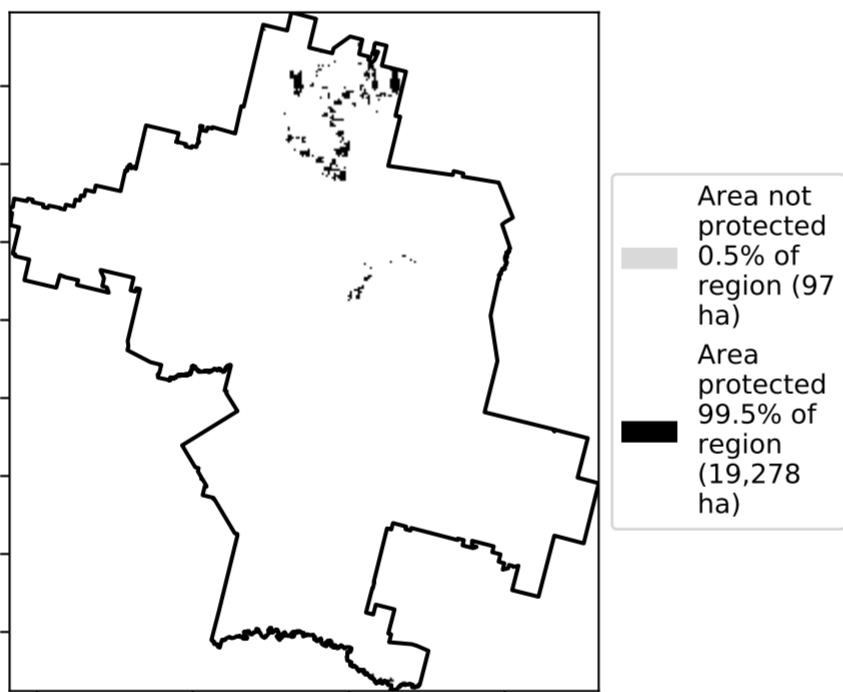 Area not
protected
0.5% of
region (97
ha)
Area
protected
99.5% of
region
(19,278
ha)